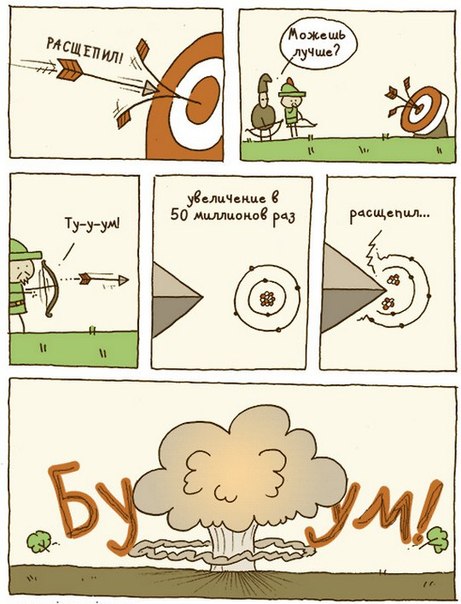 РАСЩЕПИЛ!
Можешь
лучше?
Ту-у-ум!
увеличение в
50 миллионов раз
расщепил...
Бу ум!